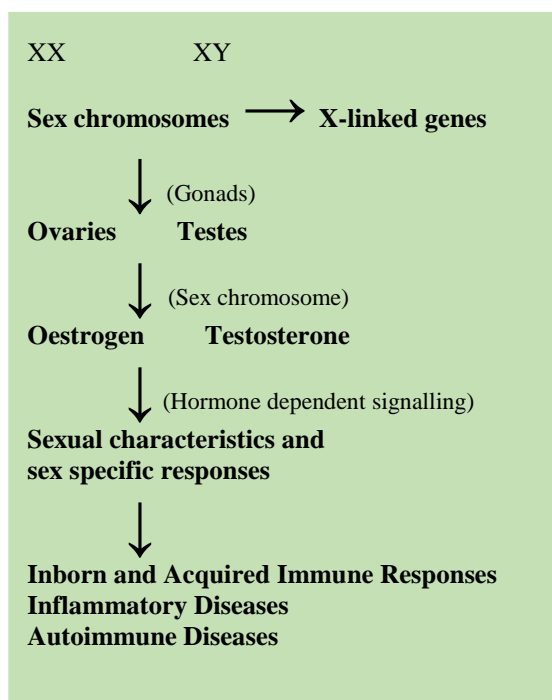 XX XY
Sex chromosomes X-linked genes
(Gonads)
Ovaries Testes
(Sex chromosome)
Oestrogen Testosterone
(Hormone dependent signalling)
Sexual characteristics and
sex specific responses
Inborn and Acquired Immune Responses
Inflammatory Diseases
Autoimmune Diseases